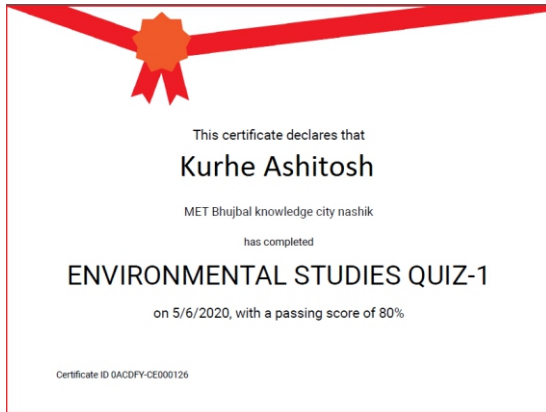 This certificate declares that
Kurhe Ashitosh
MET Bhujbal knowledge city nashik
has completed
ENVIRONMENTAL STUDIES QUIZ-1
on 5/6/2020, with a passing score of 80%
Certificate ID 0ACDFY-CE000126